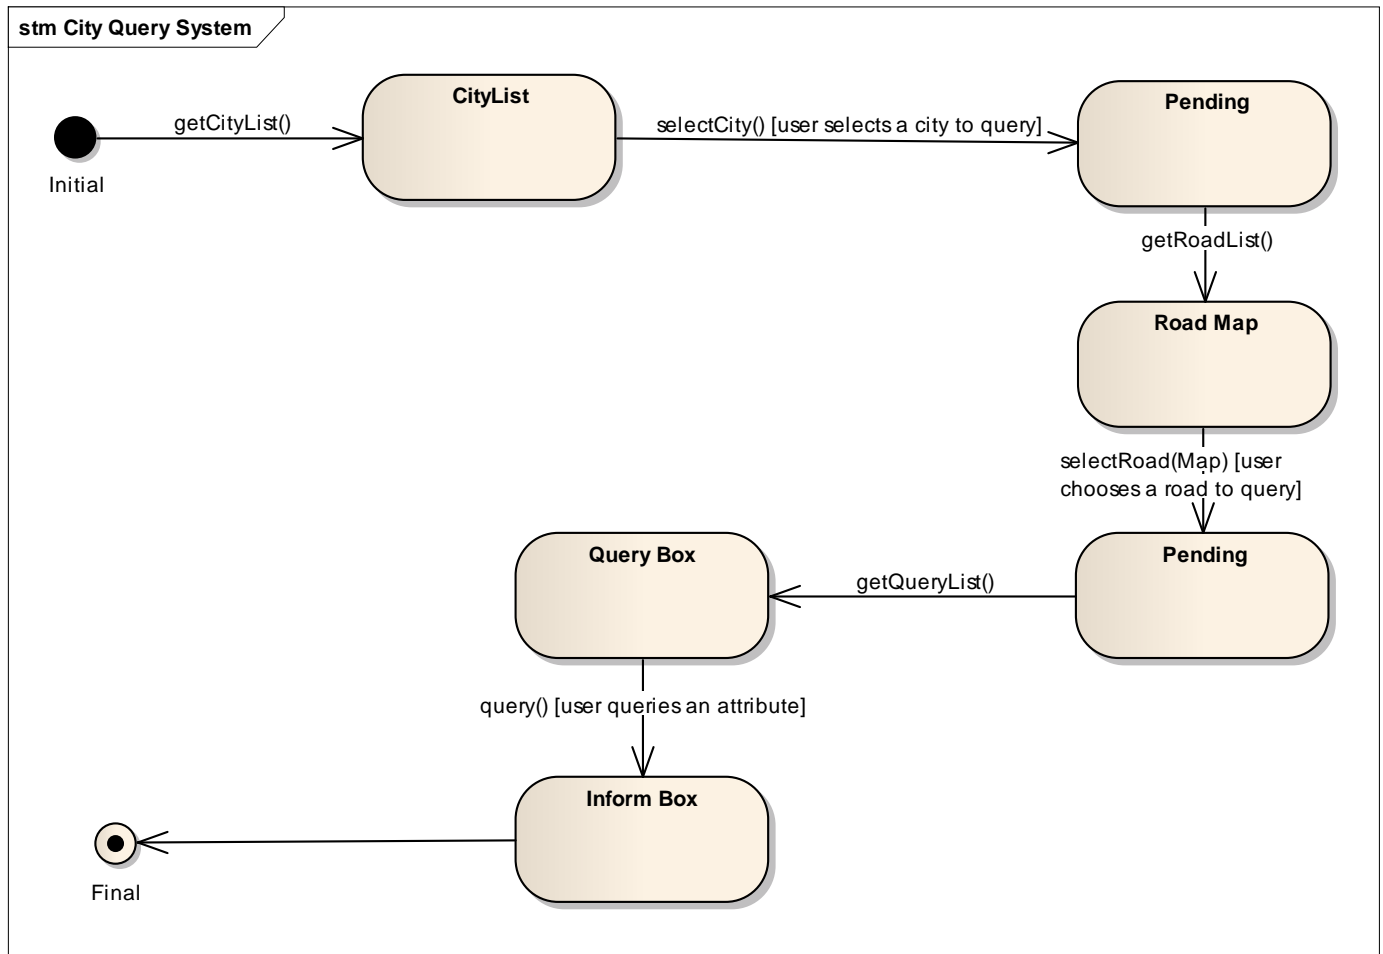 stm City Query System
CityList
Pending
getCityList()
selectCity() [user selects a city to query]
Initial
getRoadList()
Road Map
selectRoad(Map) [user
chooses a road to query]
Query Box
Pending
getQueryList()
query() [user queries an attribute]
Inform Box
Final